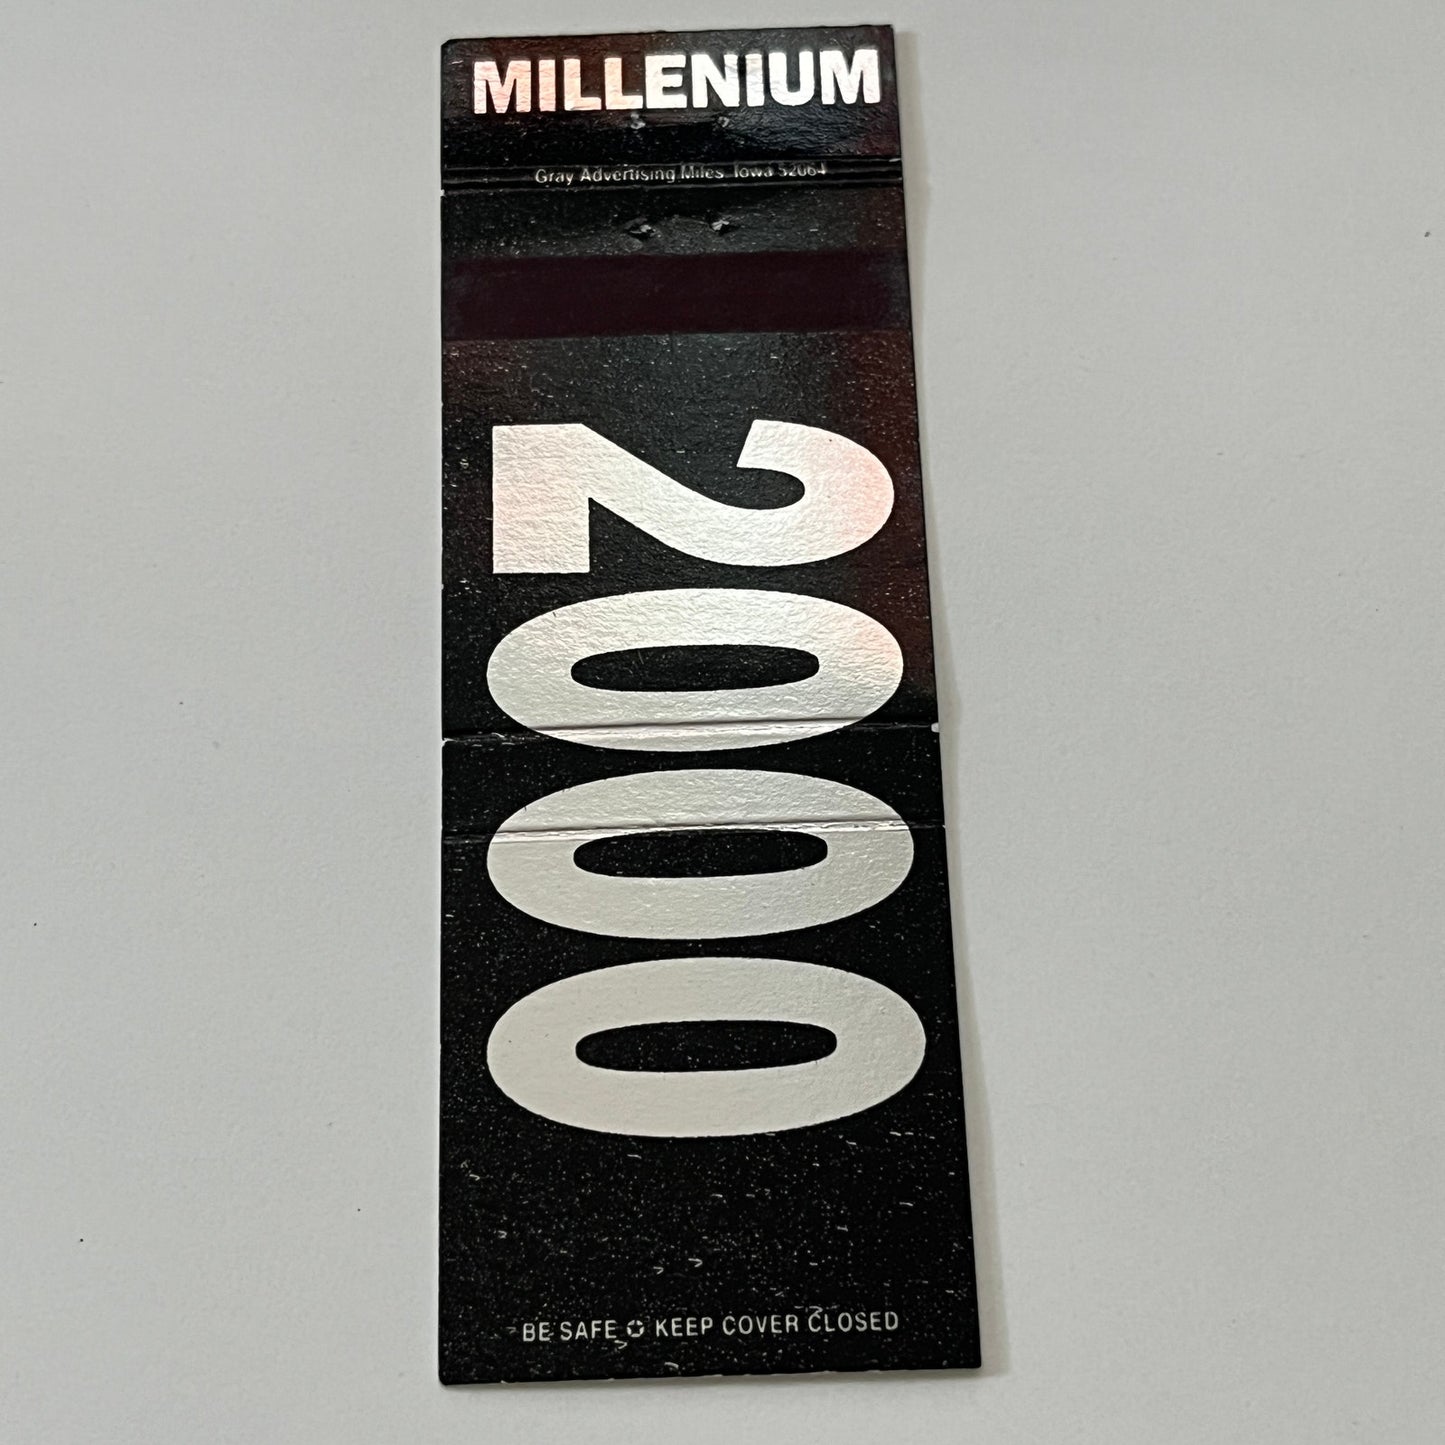 MILLENIUM
Gray Advertising Miles, Iowa 52064
2000
BE SAFE ✪ KEEP COVER CLOSED